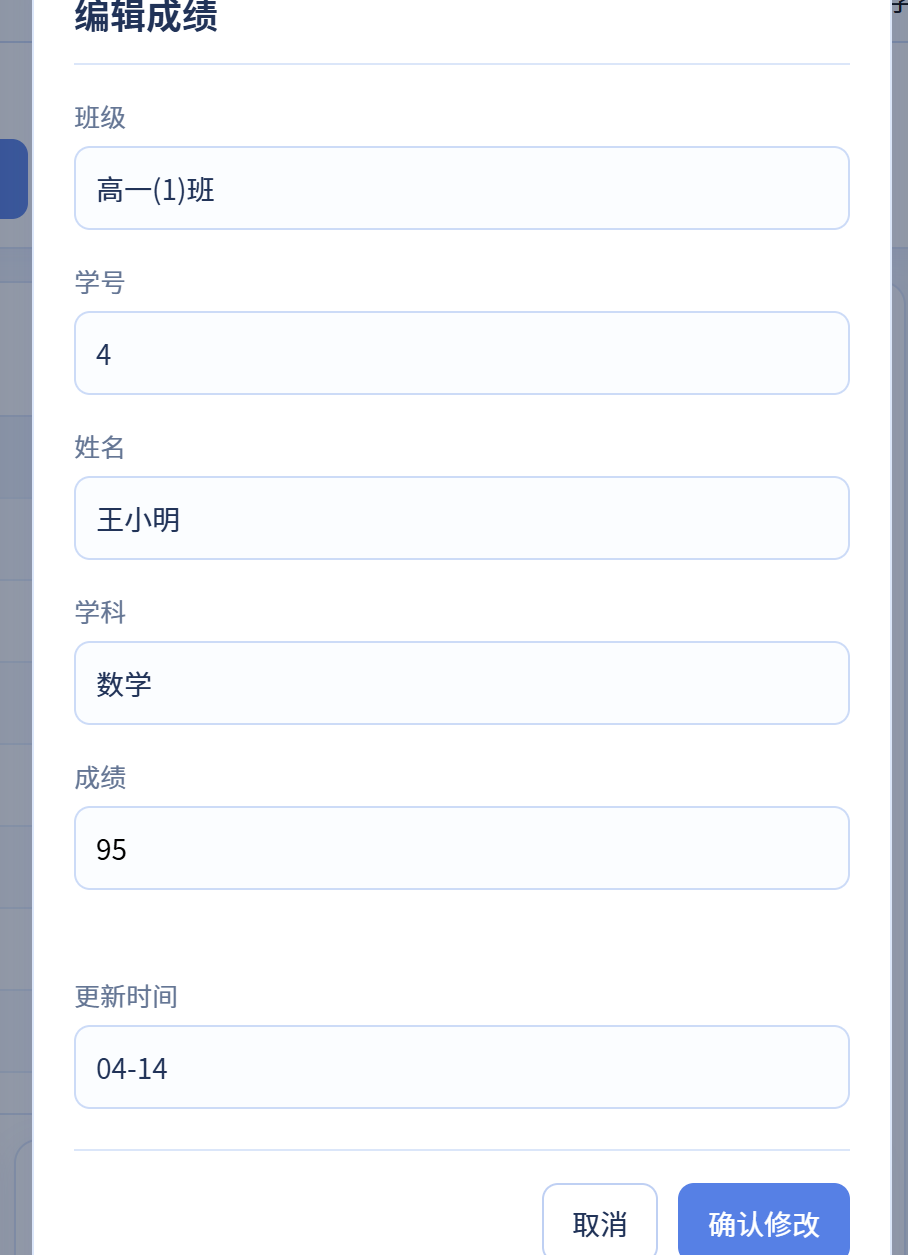 编辑成绩
班级
高一(1)班
学号
4
姓名
王小明
学科
数学
成绩
95
更新时间
04-14
取消
确认修改